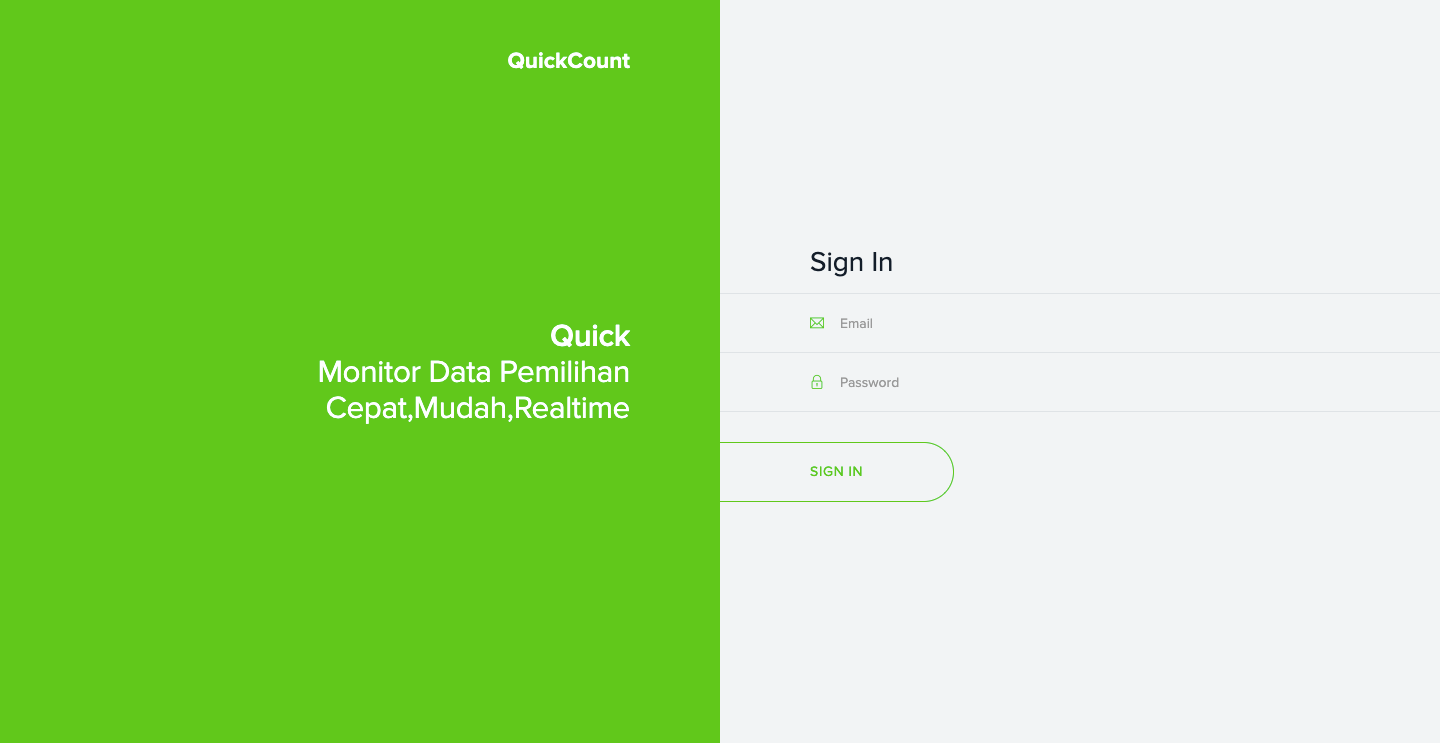 QuickCount
Quick
Monitor Data Pemilihan
Cepat,Mudah,Realtime
Sign In
Email
Password
SIGN IN